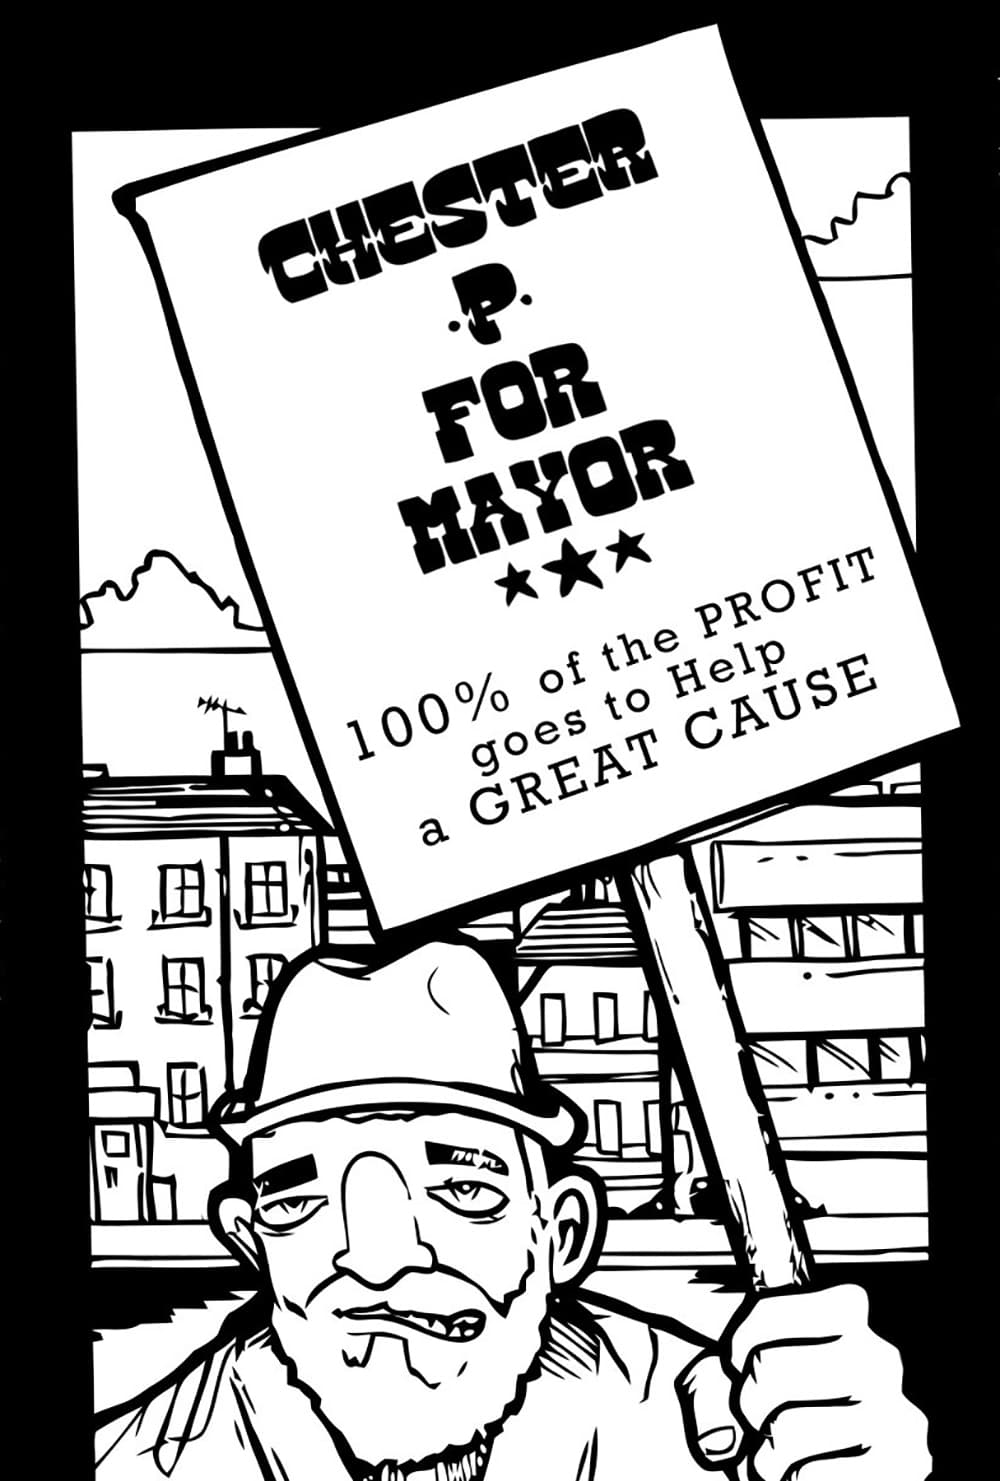 CHESTER
.P.
FOR
MAYOR
100% of the PROFIT
goes to Help
a GREAT CAUSE